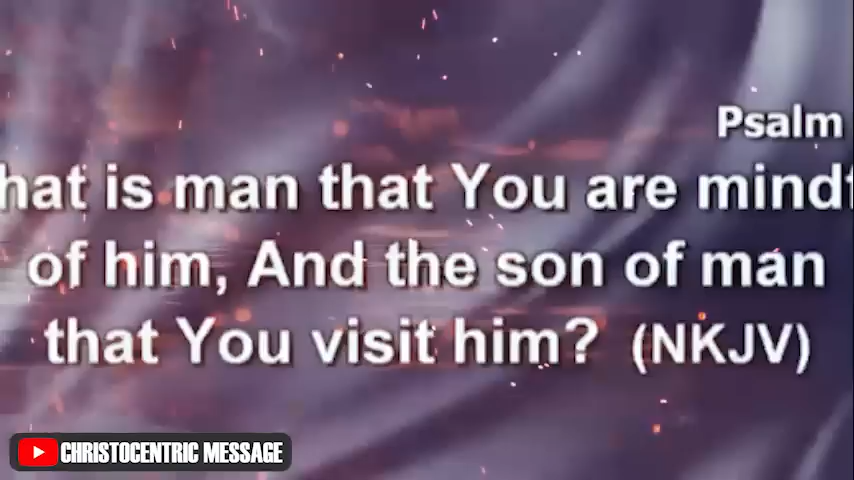 Psalm
hat is man that You are mindf
of him, And the son of man
that You visit him? (NKJV)
CHRISTOCENTRIC MESSAGE